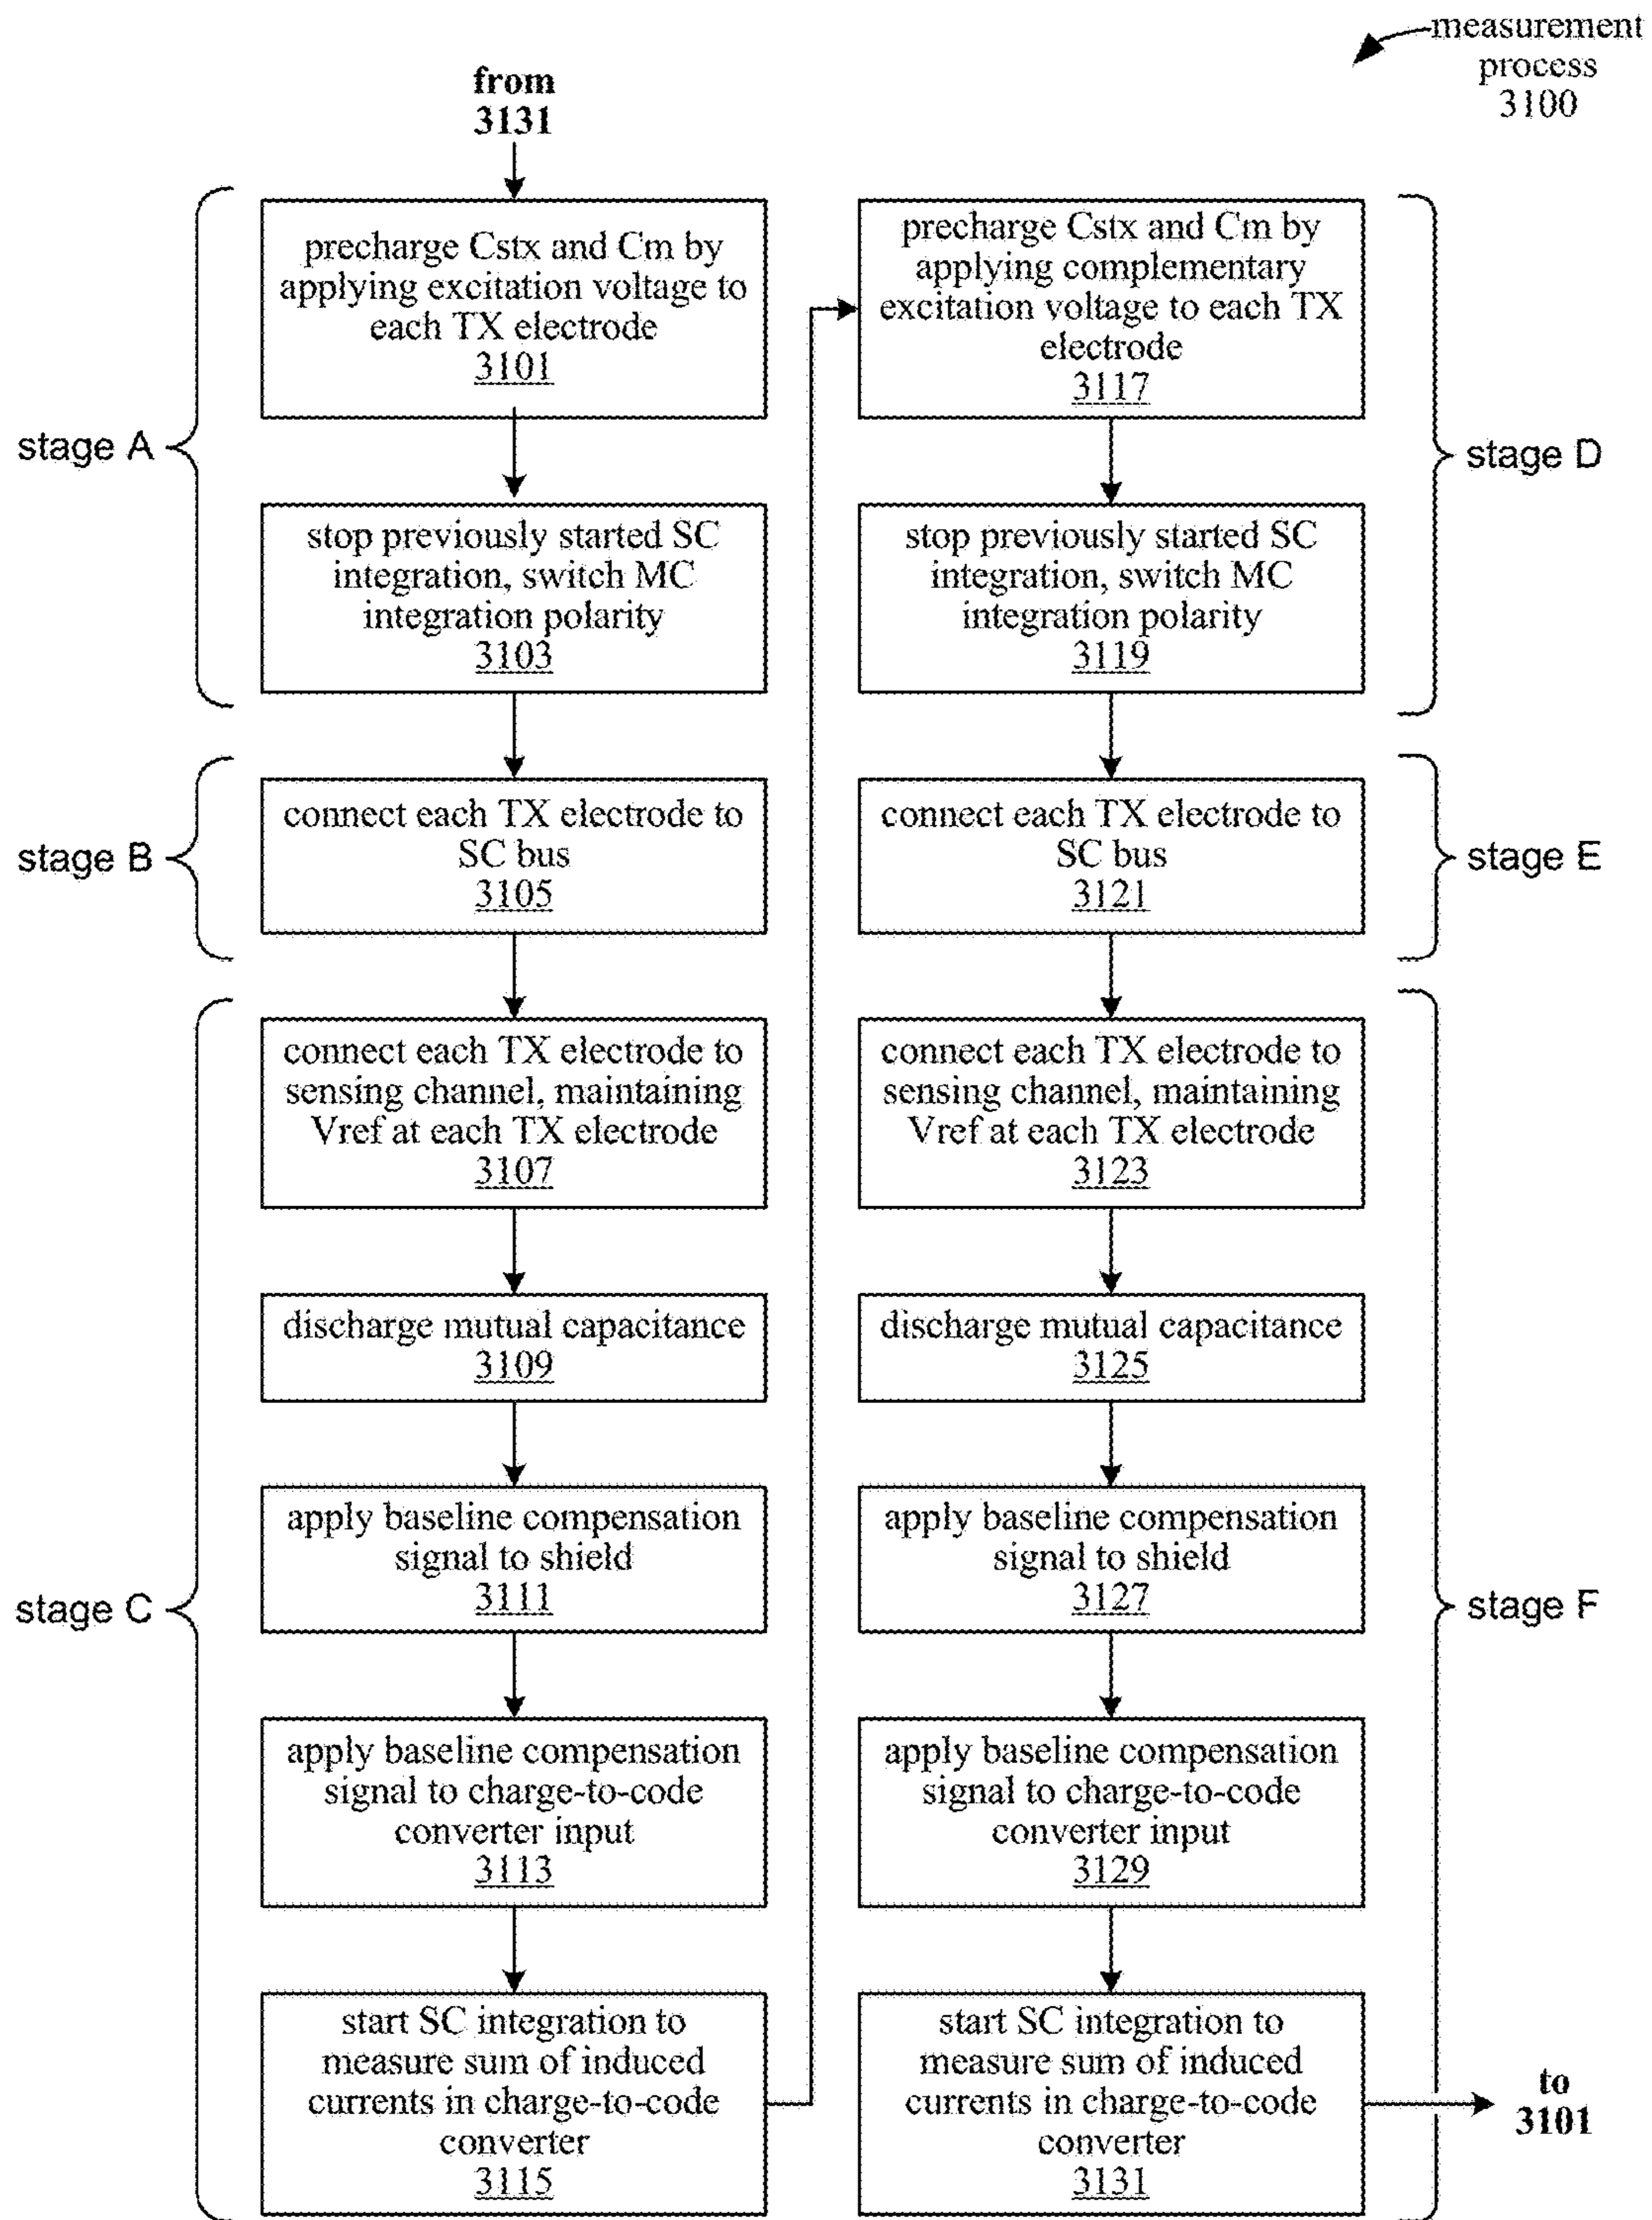 measurement
process
3100
from
3131
stage A
precharge Cstx and Cm by
applying excitation voltage to
each TX electrode
3101
stop previously started SC
integration, switch MC
integration polarity
3103
stage B
connect each TX electrode to
SC bus
3105
stage C
connect each TX electrode to
sensing channel, maintaining
Vref at each TX electrode
3107
discharge mutual capacitance
3109
apply baseline compensation
signal to shield
3111
apply baseline compensation
signal to charge-to-code
converter input
3113
start SC integration to
measure sum of induced
currents in charge-to-code
converter
3115
precharge Cstx and Cm by
applying complementary
excitation voltage to each TX
electrode
3117
stop previously started SC
integration, switch MC
integration polarity
3119
stage D
connect each TX electrode to
SC bus
3121
stage E
connect each TX electrode to
sensing channel, maintaining
Vref at each TX electrode
3123
discharge mutual capacitance
3125
apply baseline compensation
signal to shield
3127
stage F
apply baseline compensation
signal to charge-to-code
converter input
3129
start SC integration to
measure sum of induced
currents in charge-to-code
converter
3131
to
3101